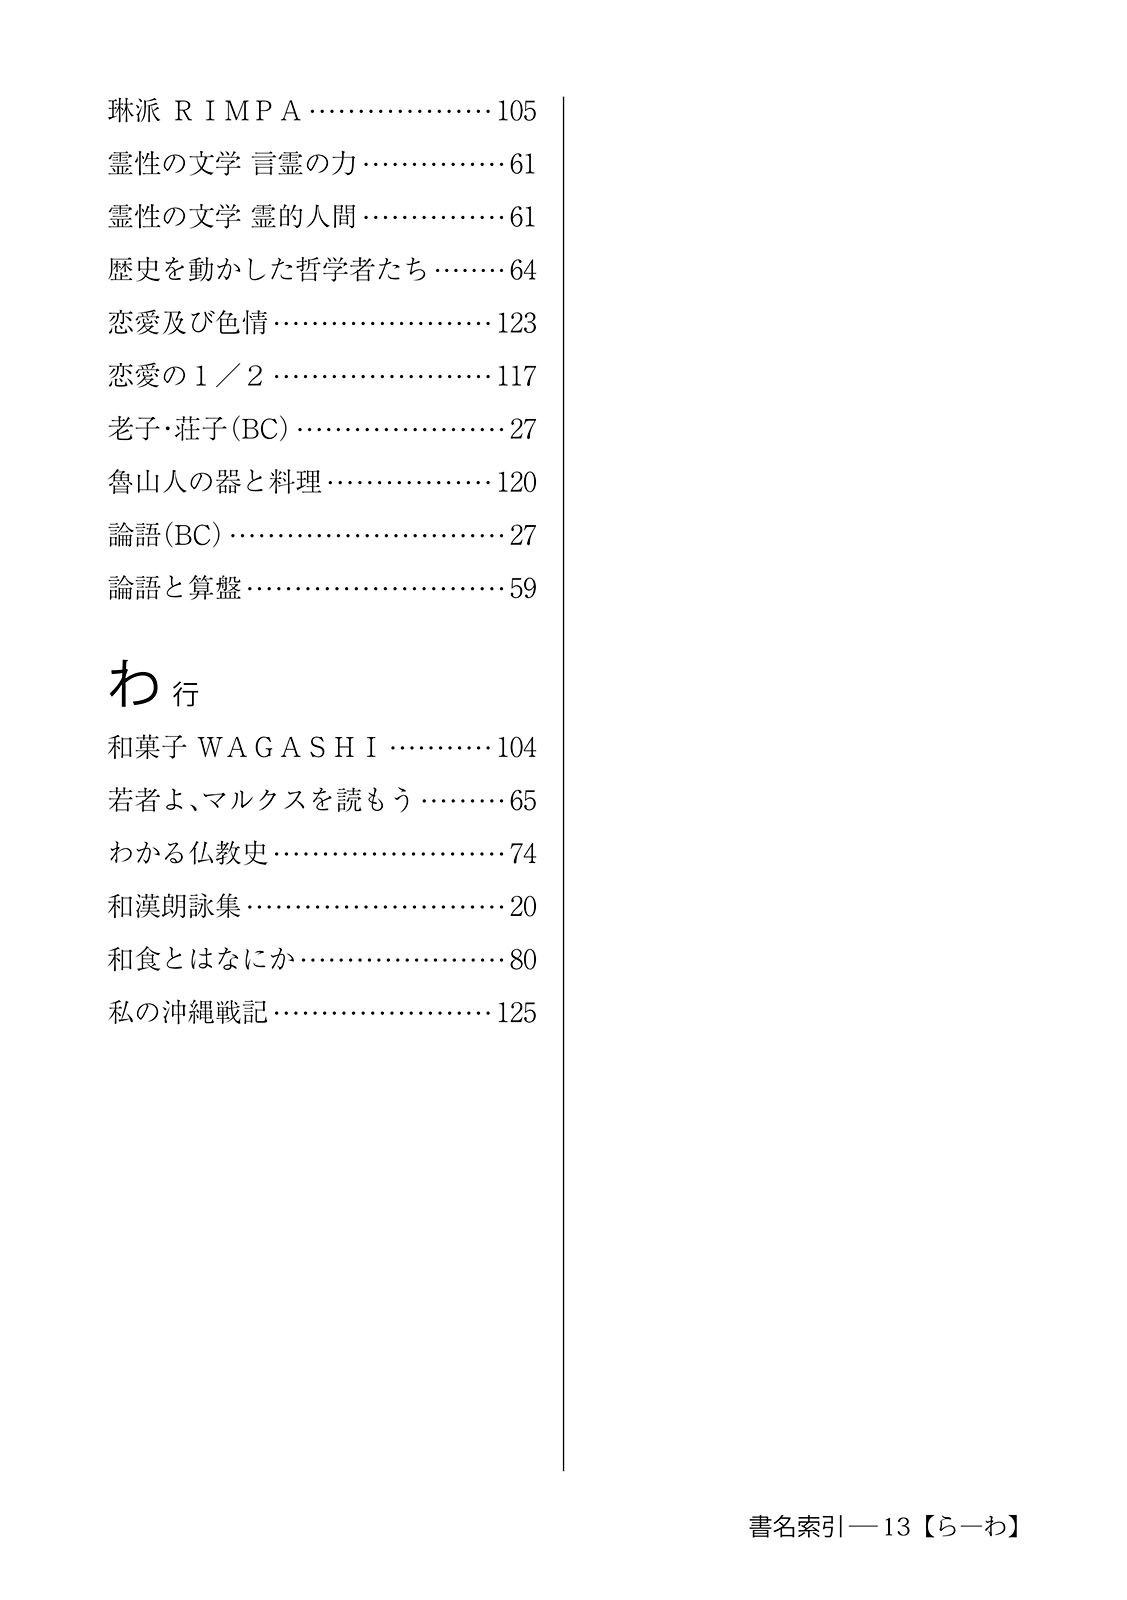 琳派 ＲＩＭＰＡ…………………105
霊性の文学 言霊の力……………61
霊性の文学 霊的人間……………61
歴史を動かした哲学者たち………64
恋愛及び色情……………………123
恋愛の１／２……………………117
老子・荘子（BC）……………………27
魯山人の器と料理………………120
論語（BC）…………………………27
論語と算盤………………………59
わ 行
和菓子 ＷＡＧＡＳＨＩ…………104
若者よ、マルクスを読もう………65
わかる仏教史……………………74
和漢朗詠集………………………20
和食とはなにか…………………80
私の沖縄戦記……………………125
書名索引―13【ら―わ】